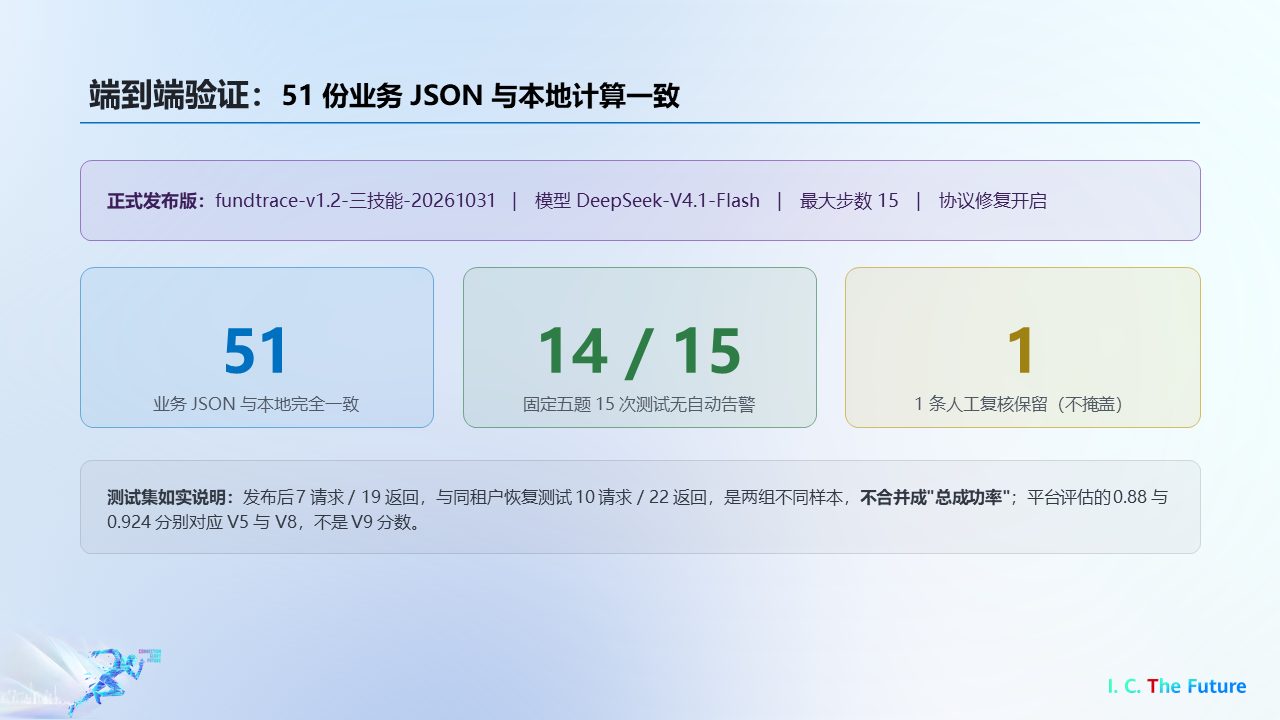 端到端验证：51 份业务 JSON 与本地计算一致
正式发布版：fundtrace-v1.2-三技能-20261031 | 模型 DeepSeek-V4.1-Flash | 最大步数 15 | 协议修复开启
51
业务 JSON 与本地完全一致
14 / 15
固定五题 15 次测试无自动告警
1
1 条人工复核保留（不掩盖）
测试集如实说明：发布后 7 请求 / 19 返回，与同租户恢复测试 10 请求 / 22 返回，是两组不同样本，不合并成"总成功率"；平台评估的 0.88 与
0.924 分别对应 V5 与 V8，不是 V9 分数。
I. C. The Future